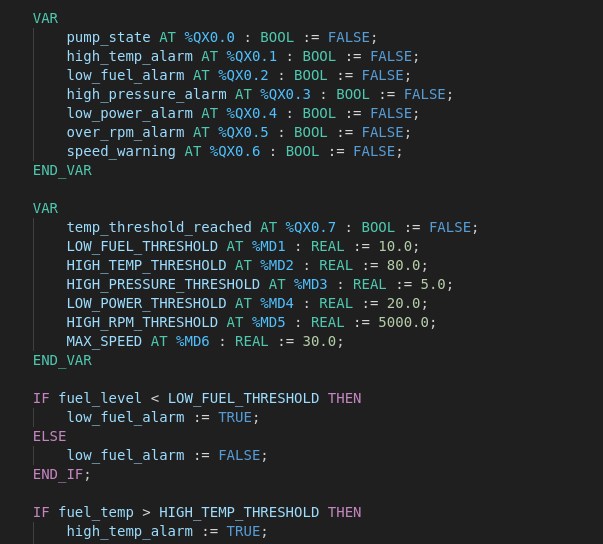 VAR
pump_state AT %QX0.0 : BOOL := FALSE;
high_temp_alarm AT %QX0.1 : BOOL := FALSE;
low_fuel_alarm AT %QX0.2 : BOOL := FALSE;
high_pressure_alarm AT %QX0.3 : BOOL := FALSE;
low_power_alarm AT %QX0.4 : BOOL := FALSE;
over_rpm_alarm AT %QX0.5 : BOOL := FALSE;
speed_warning AT %QX0.6 : BOOL := FALSE;
END_VAR
VAR
temp_threshold_reached AT %QX0.7 : BOOL := FALSE;
LOW_FUEL_THRESHOLD AT %MD1 : REAL := 10.0;
HIGH_TEMP_THRESHOLD AT %MD2 : REAL := 80.0;
HIGH_PRESSURE_THRESHOLD AT %MD3 : REAL := 5.0;
LOW_POWER_THRESHOLD AT %MD4 : REAL := 20.0;
HIGH_RPM_THRESHOLD AT %MD5 : REAL := 5000.0;
MAX_SPEED AT %MD6 : REAL := 30.0;
END_VAR
IF fuel_level < LOW_FUEL_THRESHOLD THEN
low_fuel_alarm := TRUE;
ELSE
low_fuel_alarm := FALSE;
END_IF;
IF fuel_temp > HIGH_TEMP_THRESHOLD THEN
high_temp_alarm := TRUE;